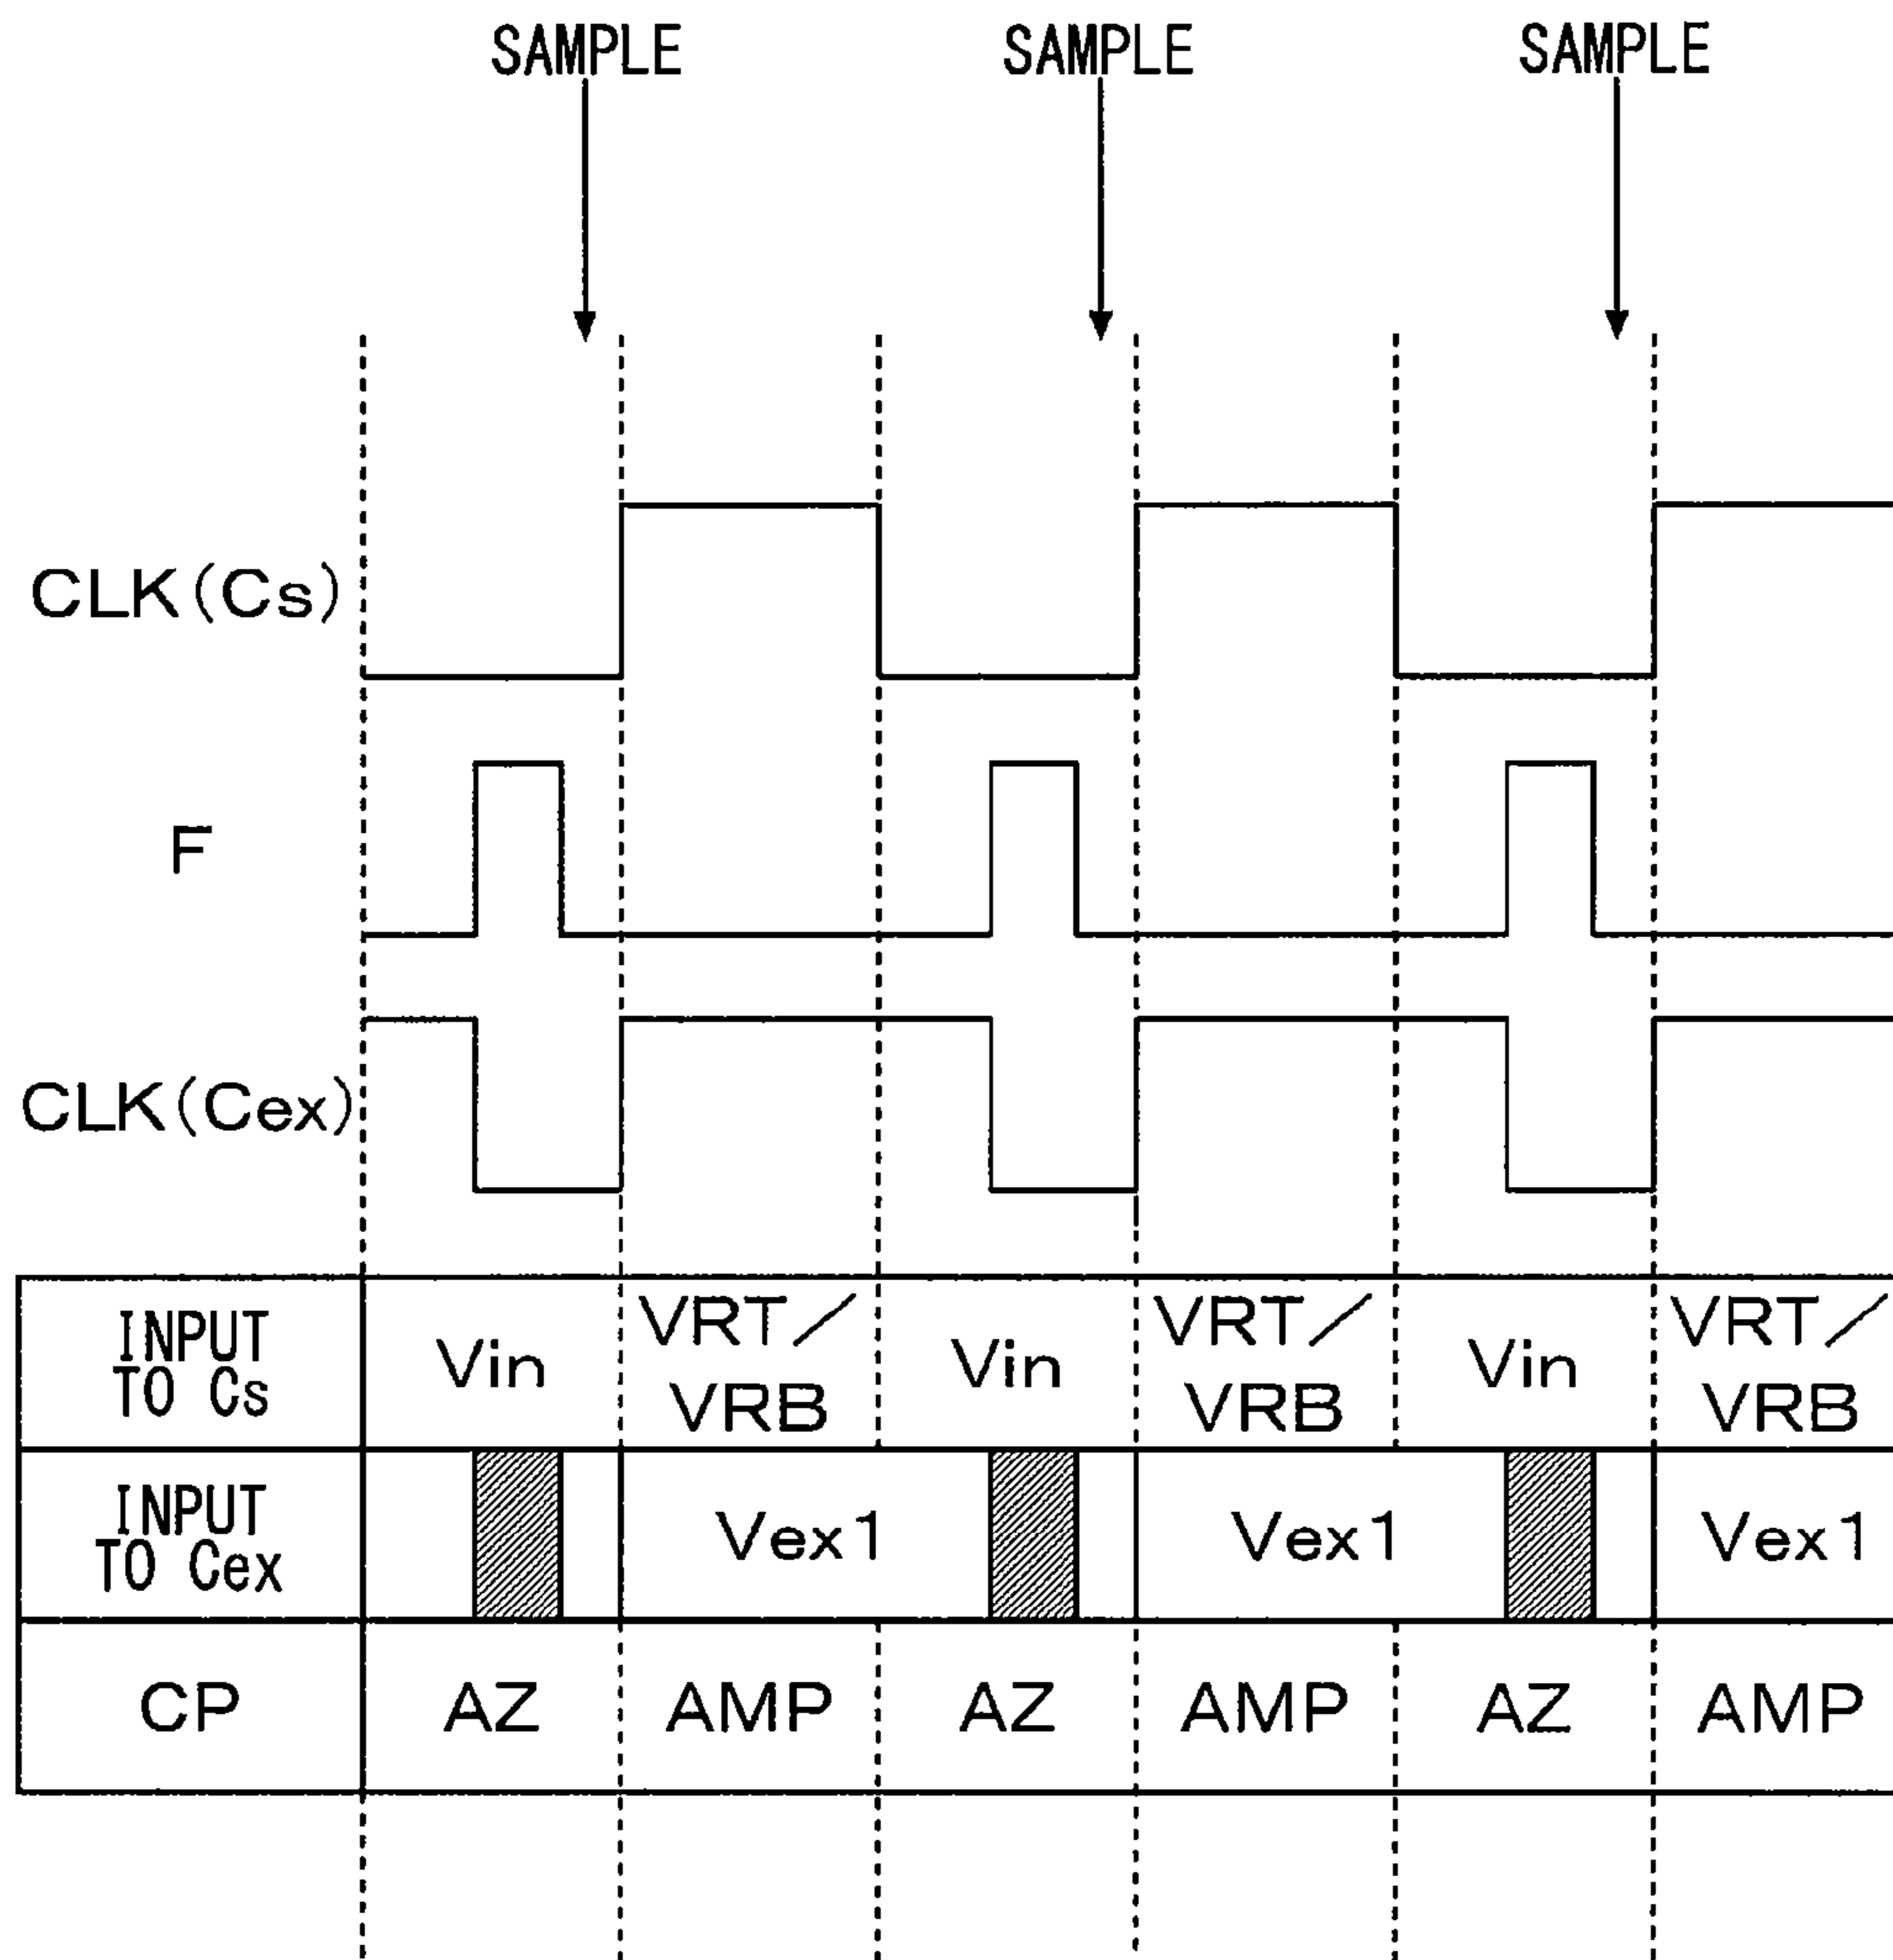 SAMPLE SAMPLE SAMPLE
CLK(Cs)
F
CLK(Cex)
INPUT
TO Cs
Vin
VRT/
VRB
Vin
VRT/
VRB
Vin
VRT/
VRB
INPUT
TO Cex
Vex1 Vex1 Vex1
CP AZ AMP AZ AMP AZ AMP